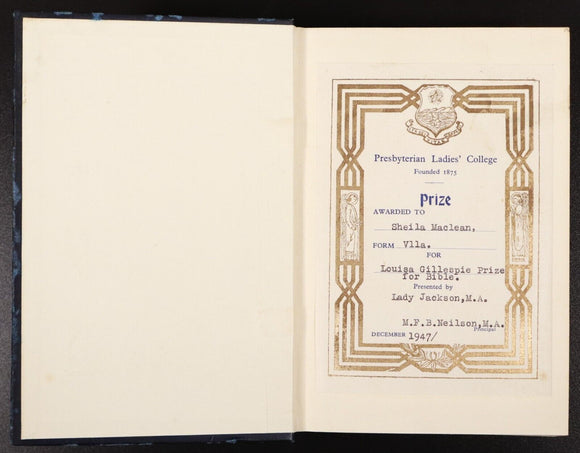 Presbyterian Ladies' College
Founded 1875
Prize
AWARDED TO
Sheila Maclean,
FORM VIIa.
FOR
Louisa Gillespie Prize
for Bible.
Presented by
Lady Jackson,M.A.
M.F.B.Neilson,M.A.
Principal
DECEMBER 1947/